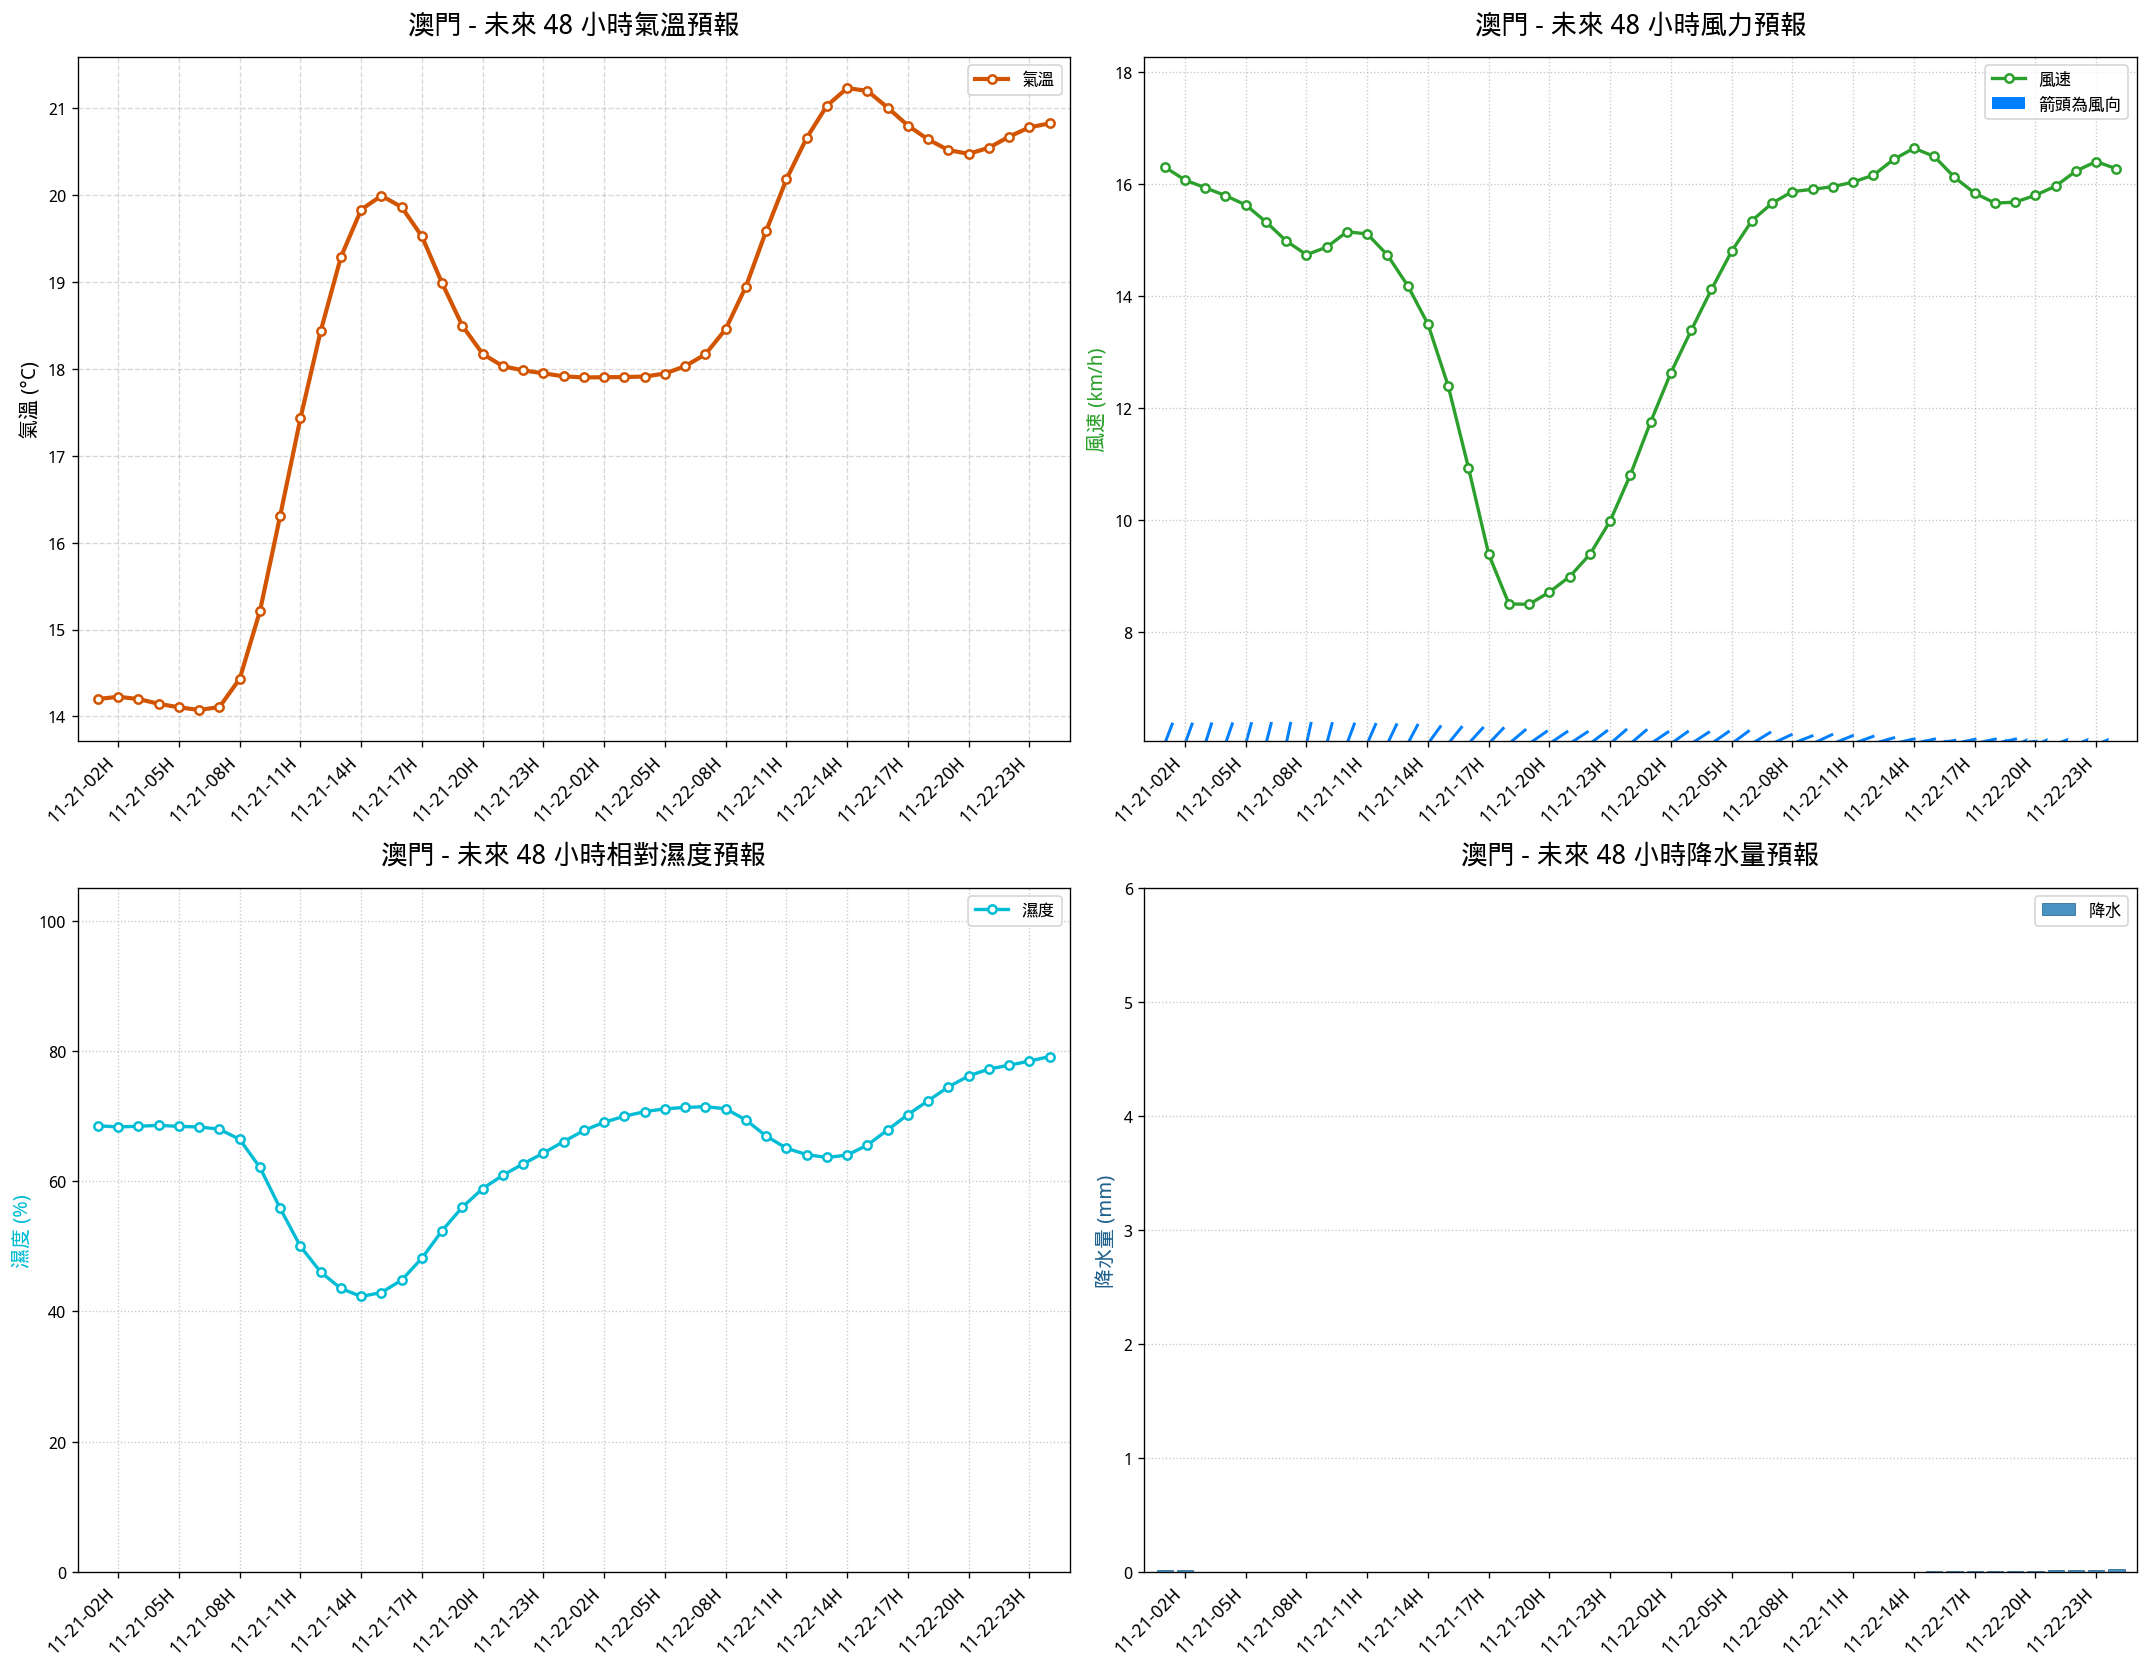 澳門 - 未來 48 小時氣溫預報
氣溫
氣溫 (°C)
21
20
19
18
17
16
15
14
11-21-02H
11-21-05H
11-21-08H
11-21-11H
11-21-14H
11-21-17H
11-21-20H
11-21-23H
11-22-02H
11-22-05H
11-22-08H
11-22-11H
11-22-14H
11-22-17H
11-22-20H
11-22-23H
澳門 - 未來 48 小時風力預報
風速
箭頭為風向
風速 (km/h)
18
16
14
12
10
8
11-21-02H
11-21-05H
11-21-08H
11-21-11H
11-21-14H
11-21-17H
11-21-20H
11-21-23H
11-22-02H
11-22-05H
11-22-08H
11-22-11H
11-22-14H
11-22-17H
11-22-20H
11-22-23H
澳門 - 未來 48 小時相對濕度預報
濕度
濕度 (%)
100
80
60
40
20
0
11-21-02H
11-21-05H
11-21-08H
11-21-11H
11-21-14H
11-21-17H
11-21-20H
11-21-23H
11-22-02H
11-22-05H
11-22-08H
11-22-11H
11-22-14H
11-22-17H
11-22-20H
11-22-23H
澳門 - 未來 48 小時降水量預報
降水
降水量 (mm)
6
5
4
3
2
1
0
11-21-02H
11-21-05H
11-21-08H
11-21-11H
11-21-14H
11-21-17H
11-21-20H
11-21-23H
11-22-02H
11-22-05H
11-22-08H
11-22-11H
11-22-14H
11-22-17H
11-22-20H
11-22-23H